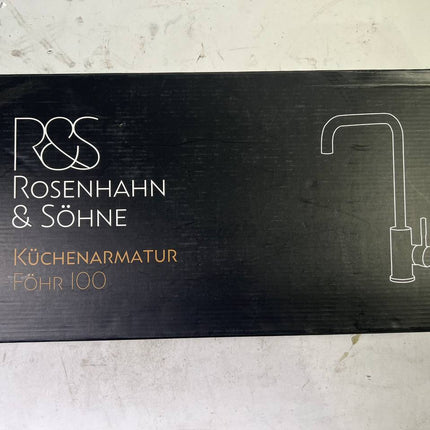 R&S
ROSENHAHN
& SÖHNE
KÜCHENARMATUR
FÖHR 100